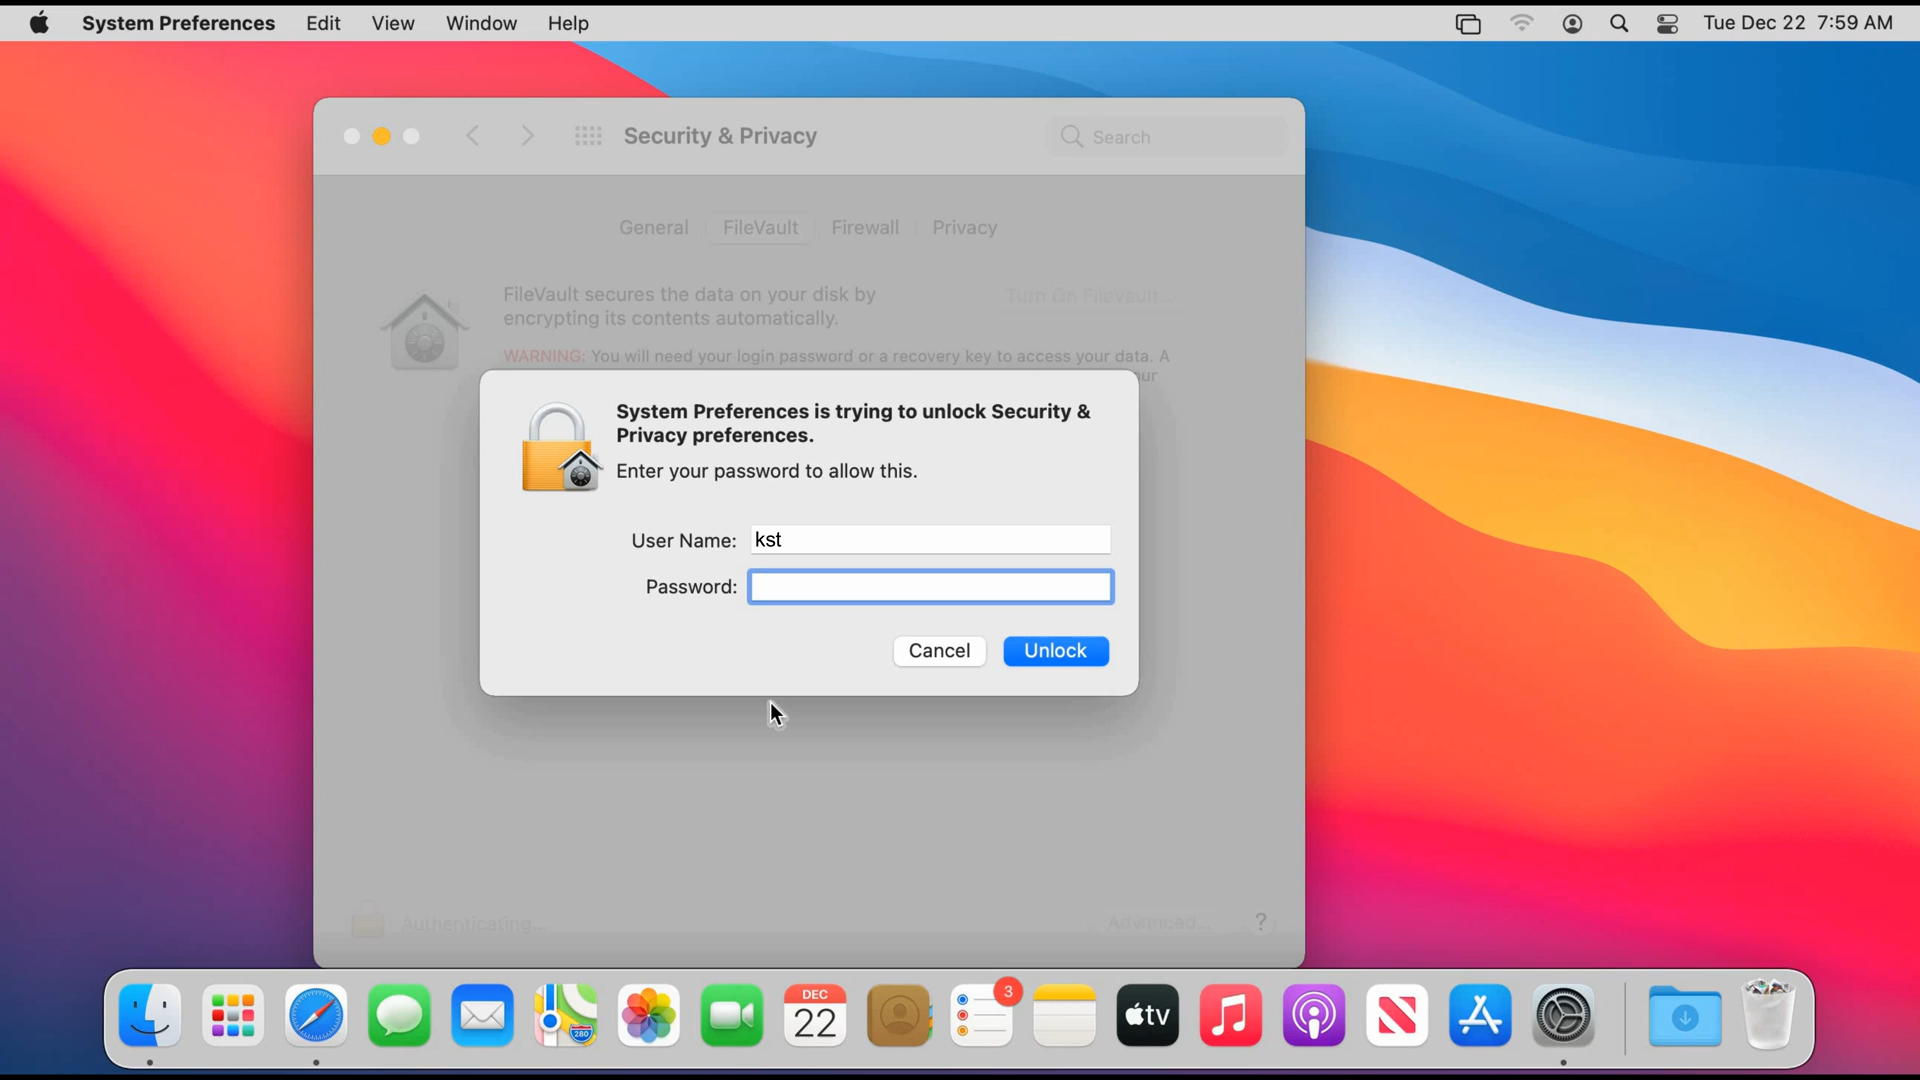 System Preferences Edit View Window Help Tue Dec 22 7:59 AM
Security & Privacy Search
General FileVault Firewall Privacy
FileVault secures the data on your disk by
encrypting its contents automatically.
Turn On FileVault...
WARNING: You will need your login password or a recovery key to access your data. A
System Preferences is trying to unlock Security &
Privacy preferences.
Enter your password to allow this.
User Name: kst
Password:
Cancel Unlock
Authenticating... Advanced... ?
DEC
22
3
tv
280